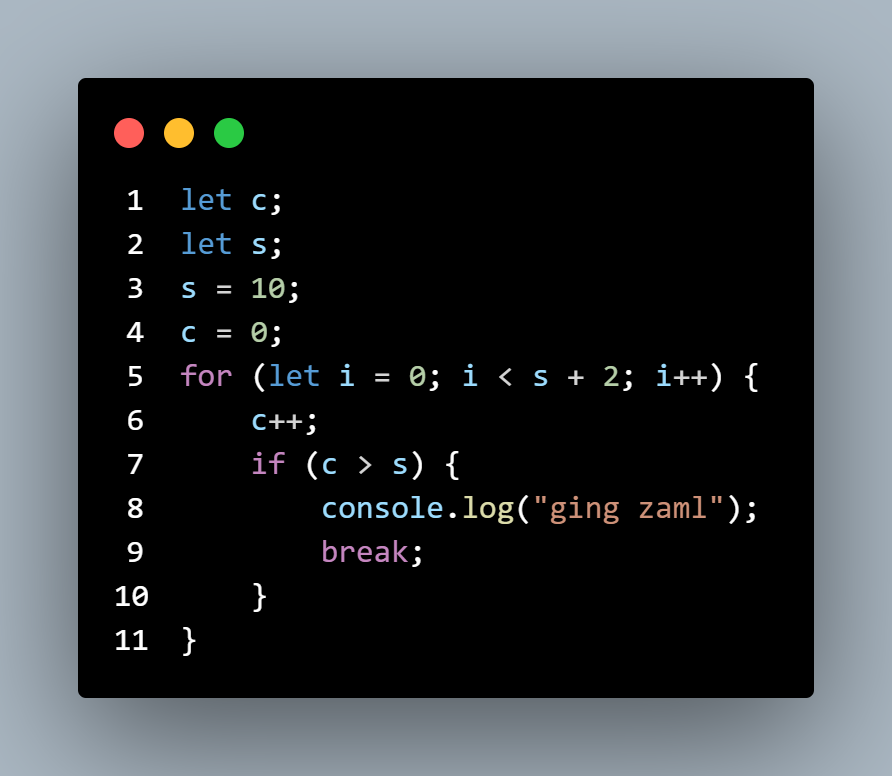 1 let c;
2 let s;
3 s = 10;
4 c = 0;
5 for (let i = 0; i < s + 2; i++) {
6     c++;
7     if (c > s) {
8         console.log("ging zaml");
9         break;
10     }
11 }